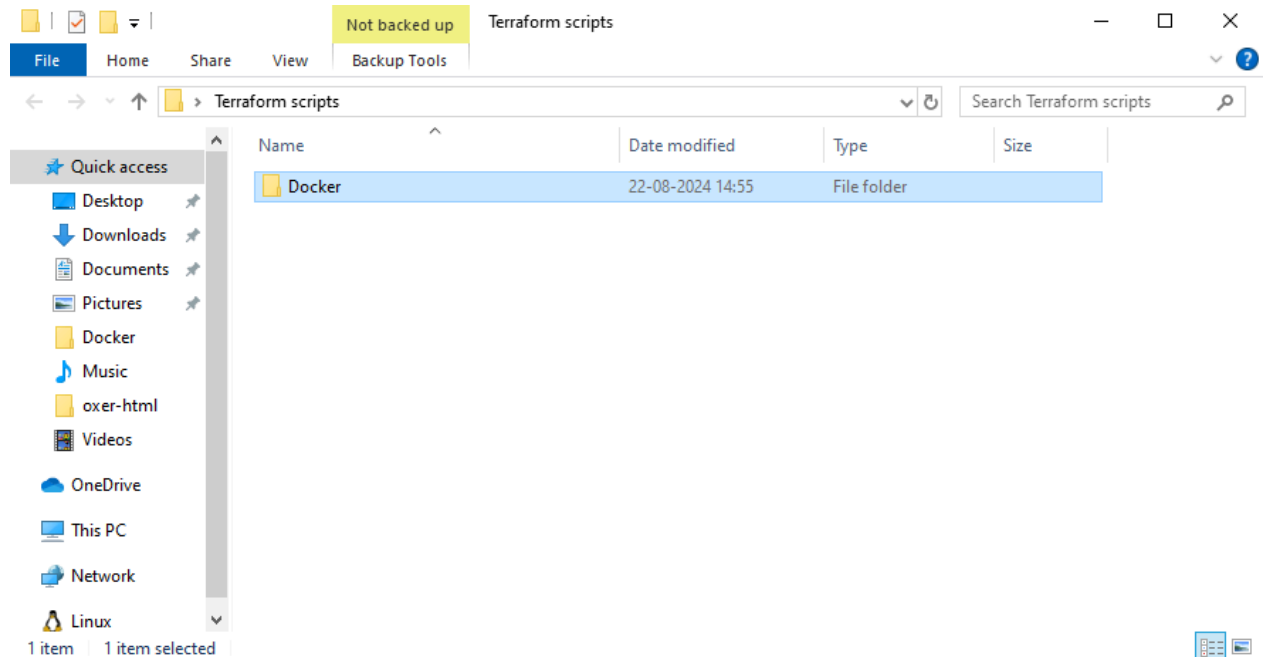 Not backed up Terraform scripts
File Home Share View Backup Tools ?
Terraform scripts Search Terraform scripts
Name Date modified Type Size
Quick access
Docker 22-08-2024 14:55 File folder
Desktop
Downloads
Documents
Pictures
Docker
Music
oxer-html
Videos
OneDrive
This PC
Network
Linux
1 item 1 item selected